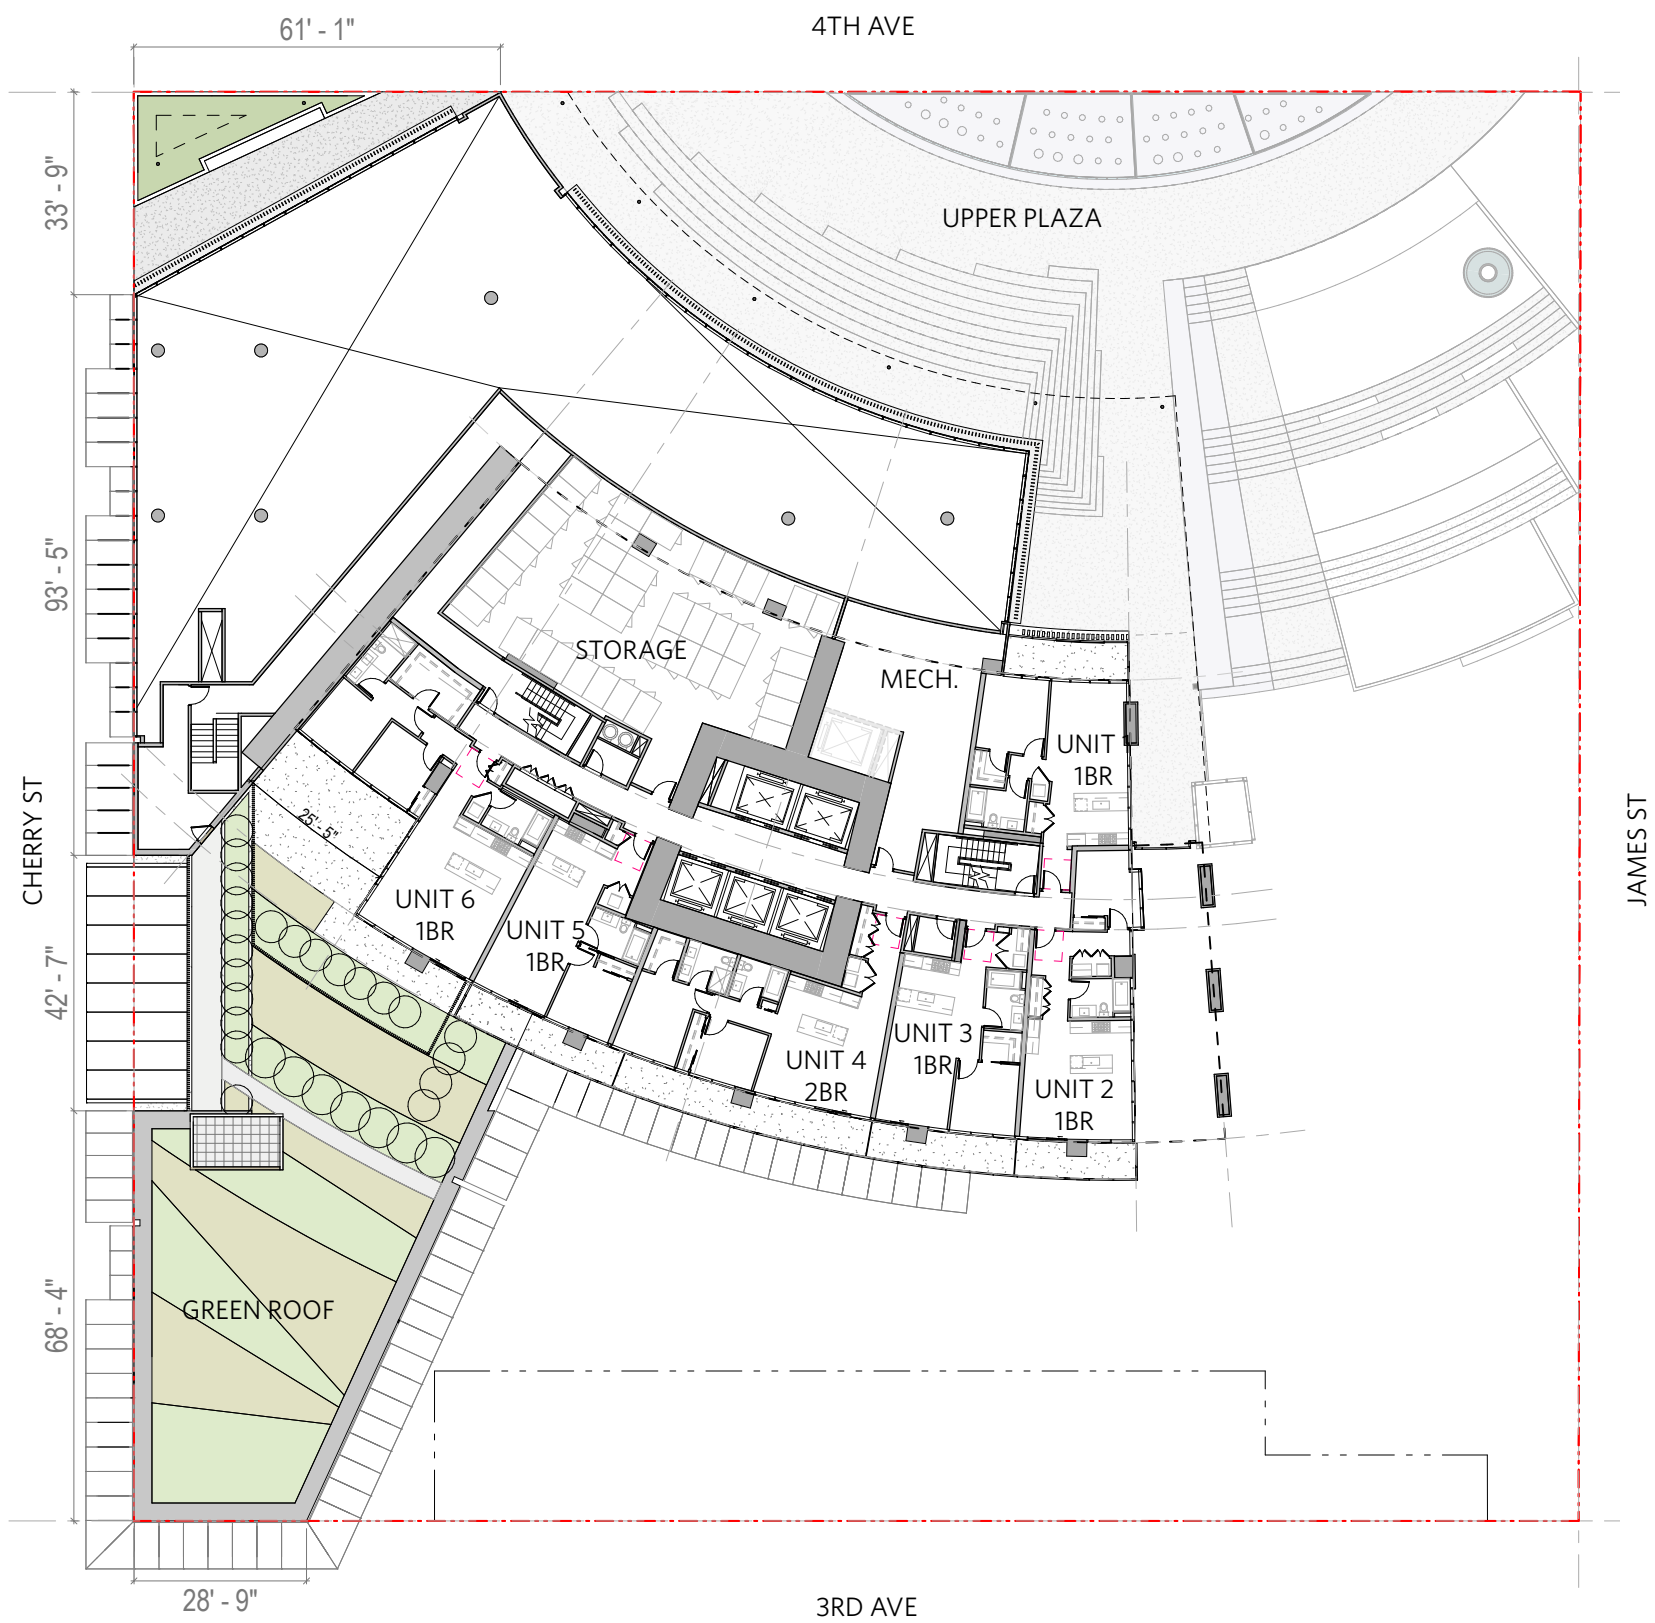 61' - 1"
4TH AVE
33' - 9"
UPPER PLAZA
93' - 5"
STORAGE
MECH.
UNIT 1
1BR
CHERRY ST
JAMES ST
25' - 5"
UNIT 6
1BR
UNIT 5
1BR
42' - 7"
UNIT 4
2BR
UNIT 3
1BR
UNIT 2
1BR
68' - 4"
GREEN ROOF
28' - 9"
3RD AVE